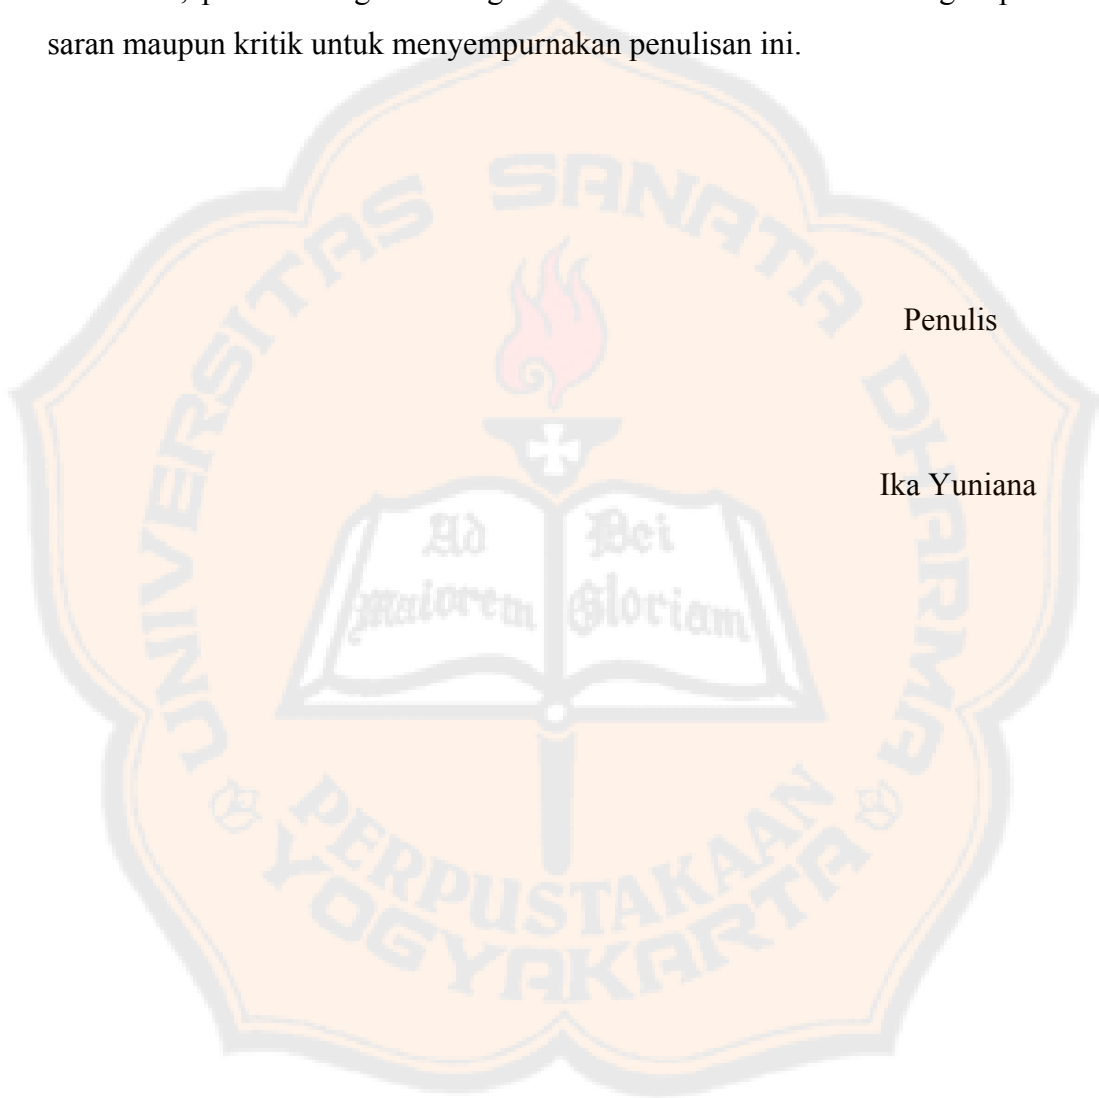 saran maupun kritik untuk menyempurnakan penulisan ini.
UNIVERSITAS SANATA DHARMA
Penulis
Ika Yuniana
Ad
maiorem
Dei
Gloriam
PERPUSTAKAAN
YOGYAKARTA